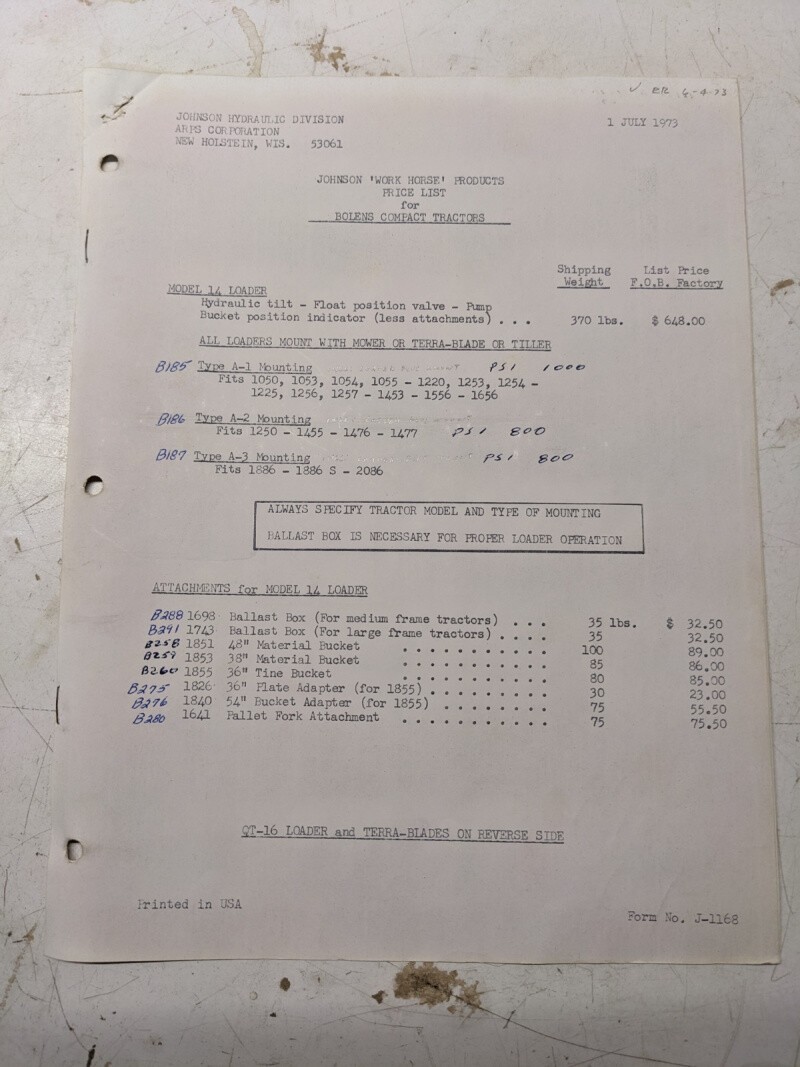 ✓ ER 6-4-73
JOHNSON HYDRAULIC DIVISION
ARPS CORPORATION
NEW HOLSTEIN, WIS. 53061
1 JULY 1973
JOHNSON 'WORK HORSE' PRODUCTS
PRICE LIST
for
BOLENS COMPACT TRACTORS
Shipping Weight List Price F.O.B. Factory
MODEL 14 LOADER
Hydraulic tilt - Float position valve - Pump
Bucket position indicator (less attachments) . . . 370 lbs. $ 648.00
ALL LOADERS MOUNT WITH MOWER OR TERRA-BLADE OR TILLER
B185 Type A-1 Mounting PSI 1000
Fits 1050, 1053, 1054, 1055 - 1220, 1253, 1254 -
1225, 1256, 1257 - 1453 - 1556 - 1656
B186 Type A-2 Mounting
Fits 1250 - 1455 - 1476 - 1477 PSI 800
B187 Type A-3 Mounting PSI 800
Fits 1886 - 1886 S - 2086
ALWAYS SPECIFY TRACTOR MODEL AND TYPE OF MOUNTING
BALLAST BOX IS NECESSARY FOR PROPER LOADER OPERATION
ATTACHMENTS for MODEL 14 LOADER
B288 1698 Ballast Box (For medium frame tractors) . . . 35 lbs. $ 32.50
B291 1743 Ballast Box (For large frame tractors) . . . . 35 32.50
B258 1851 48" Material Bucket . . . . . . . . . . . 100 89.00
B259 1853 38" Material Bucket . . . . . . . . . . . 85 86.00
B260 1855 36" Tine Bucket . . . . . . . . . . . 80 85.00
B275 1826 36" Plate Adapter (for 1855) . . . . . . . . . 30 23.00
B276 1840 54" Bucket Adapter (for 1855) . . . . . . . . 75 55.50
B280 1641 Pallet Fork Attachment . . . . . . . . . . . 75 75.50
QT-16 LOADER and TERRA-BLADES ON REVERSE SIDE
Printed in USA
Form No. J-1168